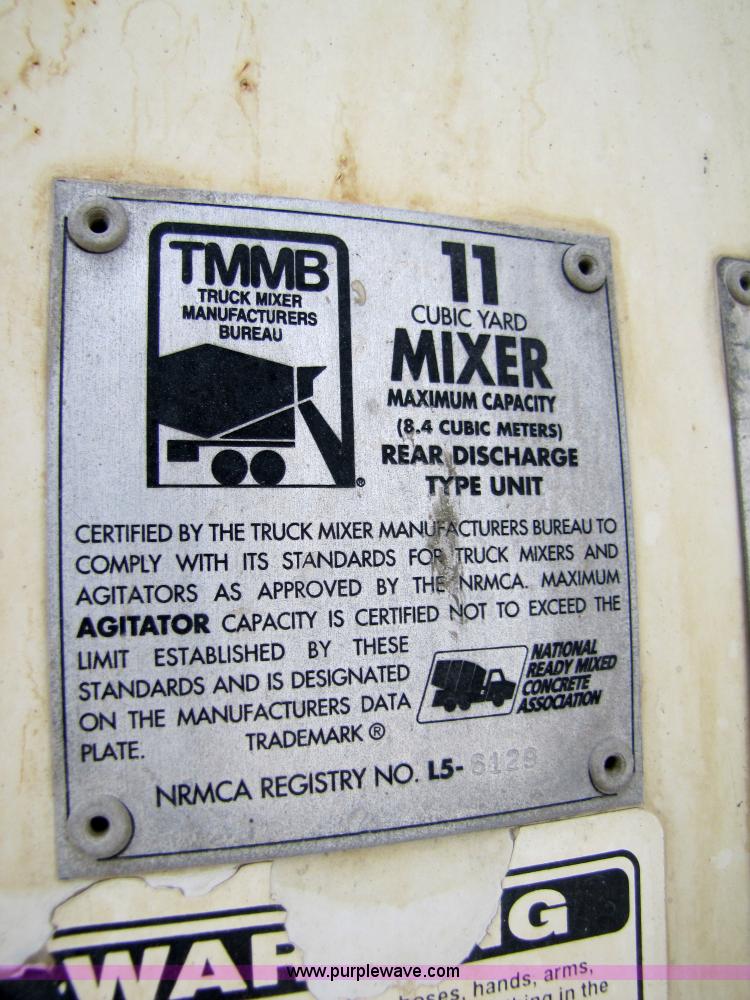 TMMB
TRUCK MIXER
MANUFACTURERS
BUREAU
®
11
CUBIC YARD
MIXER
MAXIMUM CAPACITY
(8.4 CUBIC METERS)
REAR DISCHARGE
TYPE UNIT
CERTIFIED BY THE TRUCK MIXER MANUFACTURERS BUREAU TO
COMPLY WITH ITS STANDARDS FOR TRUCK MIXERS AND
AGITATORS AS APPROVED BY THE NRMCA. MAXIMUM
AGITATOR CAPACITY IS CERTIFIED NOT TO EXCEED THE
LIMIT ESTABLISHED BY THESE
STANDARDS AND IS DESIGNATED
ON THE MANUFACTURERS DATA
PLATE. TRADEMARK ®
NATIONAL
READY MIXED
CONCRETE
ASSOCIATION
NRMCA REGISTRY NO. L5-6129
hands, arms,
in the
www.purplewave.com